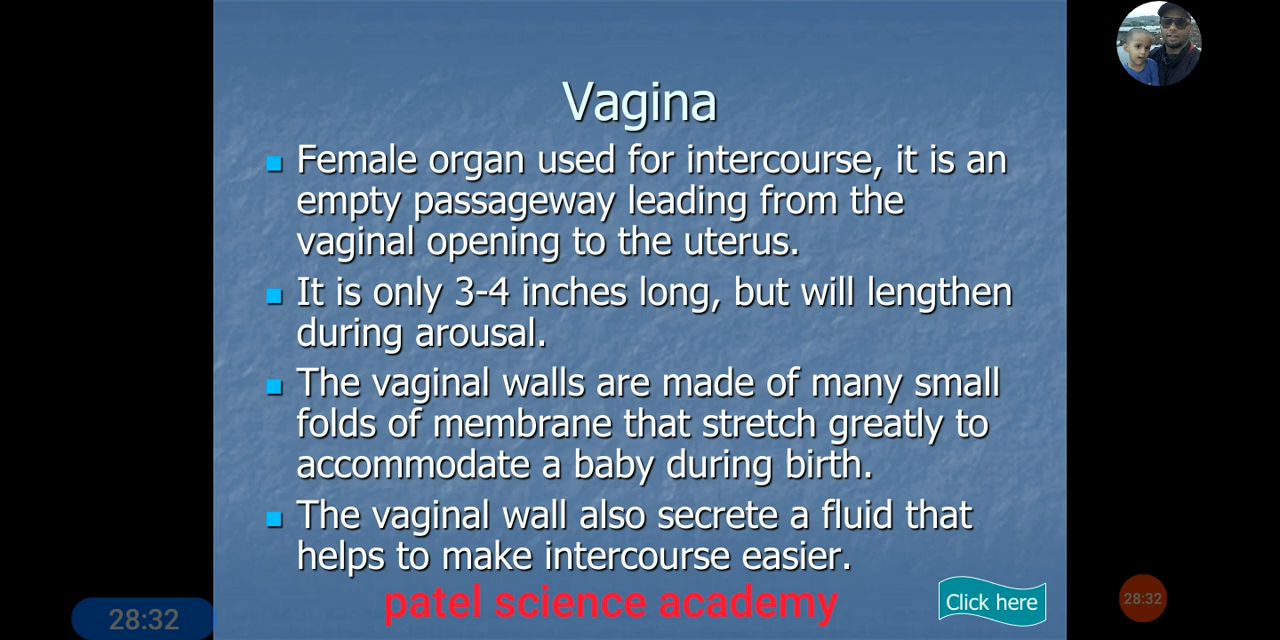 Vagina
Female organ used for intercourse, it is an
empty passageway leading from the
vaginal opening to the uterus.
It is only 3-4 inches long, but will lengthen
during arousal.
The vaginal walls are made of many small
folds of membrane that stretch greatly to
accommodate a baby during birth.
The vaginal wall also secrete a fluid that
helps to make intercourse easier.
patel science academy
Click here
28:32
28:32